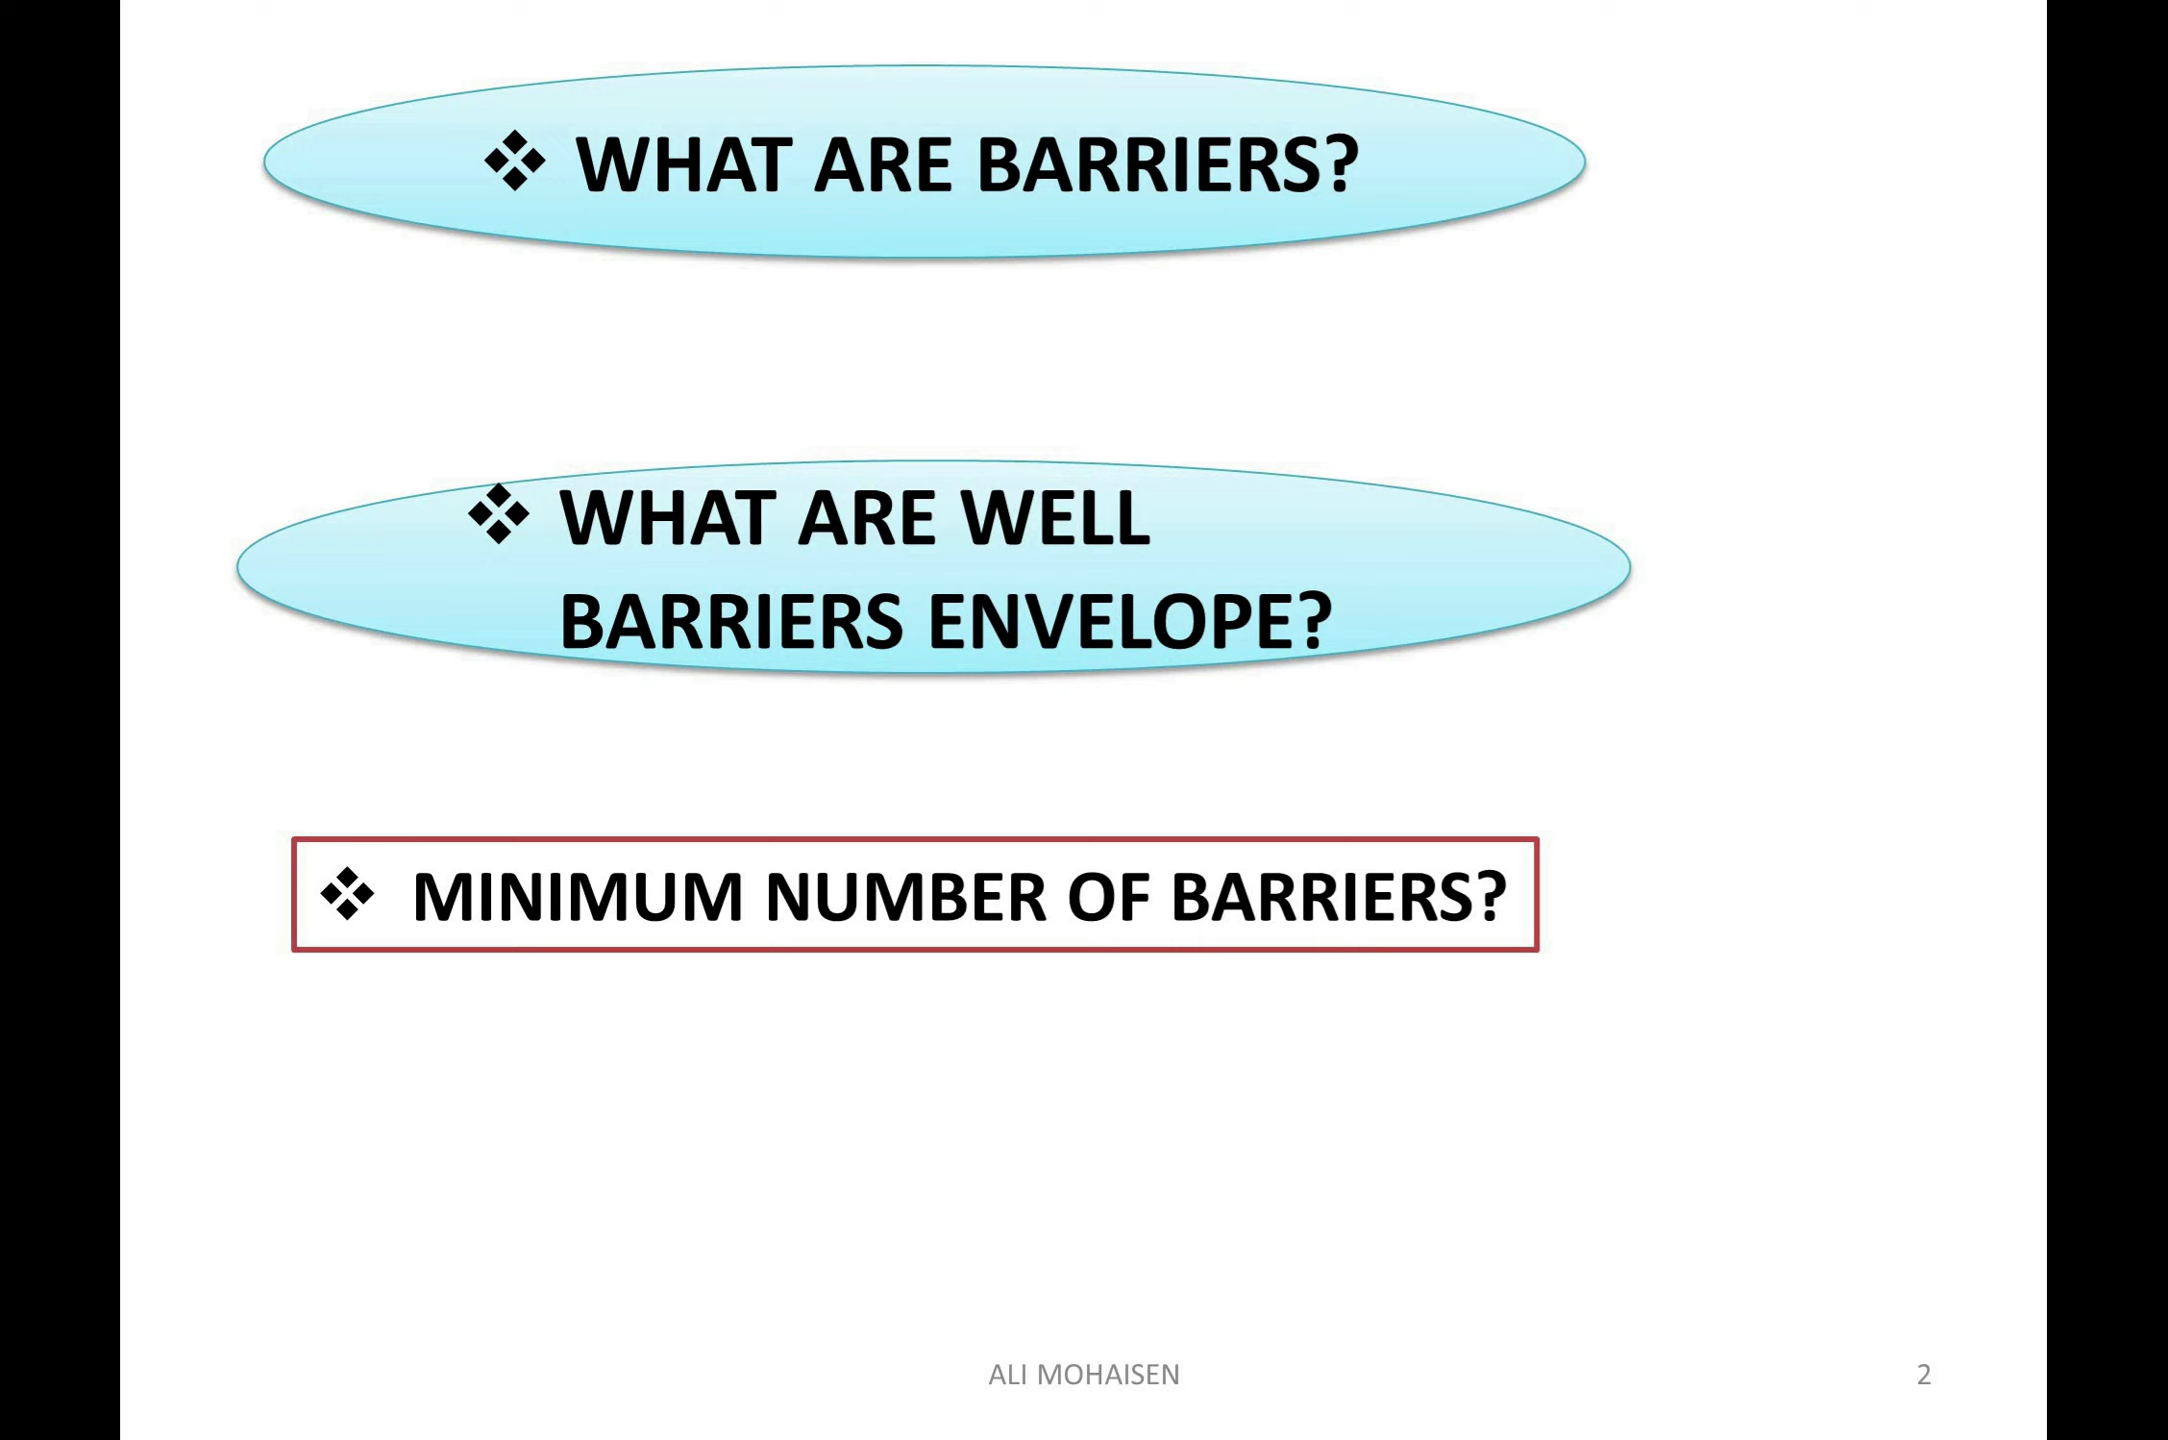 ❖ WHAT ARE BARRIERS?
❖ WHAT ARE WELL
BARRIERS ENVELOPE?
❖ MINIMUM NUMBER OF BARRIERS?
ALI MOHAISEN
2